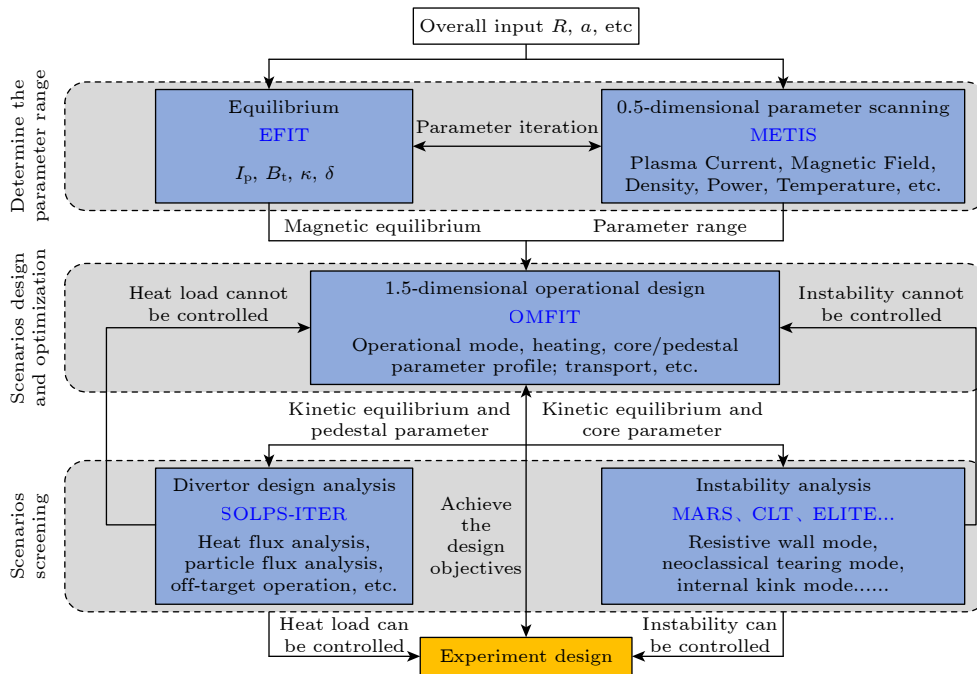 Overall input R, a, etc
Determine the
parameter range
Equilibrium
EFIT
Ip, Bt, κ, δ
Parameter iteration
0.5-dimensional parameter scanning
METIS
Plasma Current, Magnetic Field,
Density, Power, Temperature, etc.
Magnetic equilibrium
Parameter range
Scenarios design
and optimization
Heat load cannot
be controlled
1.5-dimensional operational design
OMFIT
Operational mode, heating, core/pedestal
parameter profile; transport, etc.
Instability cannot
be controlled
Kinetic equilibrium and
pedestal parameter
Kinetic equilibrium and
core parameter
Scenarios
screening
Divertor design analysis
SOLPS-ITER
Heat flux analysis,
particle flux analysis,
off-target operation, etc.
Achieve
the
design
objectives
Instability analysis
MARS、CLT、ELITE...
Resistive wall mode,
neoclassical tearing mode,
internal kink mode......
Heat load can
be controlled
Instability can
be controlled
Experiment design